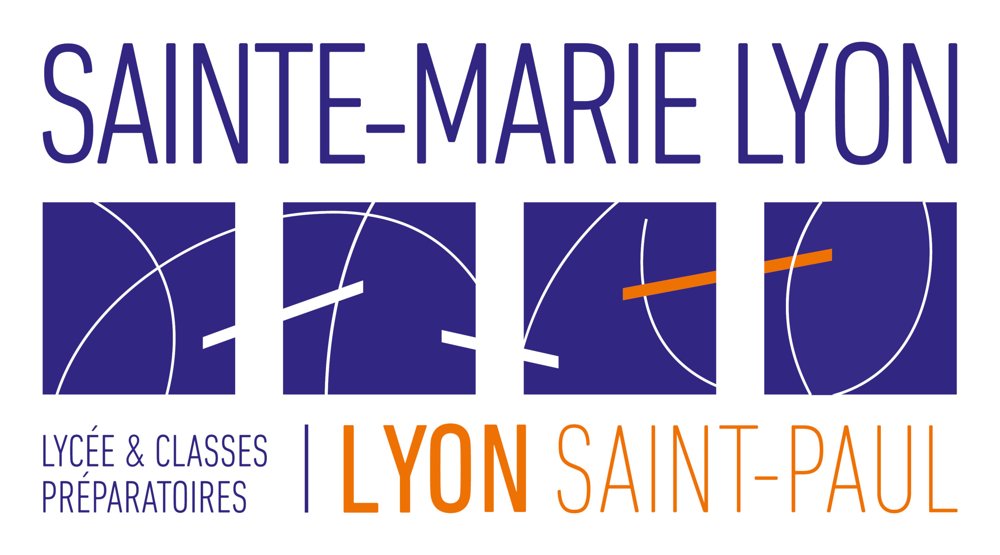 SAINTE-MARIE LYON
LYCÉE & CLASSES
PRÉPARATOIRES
LYON SAINT-PAUL